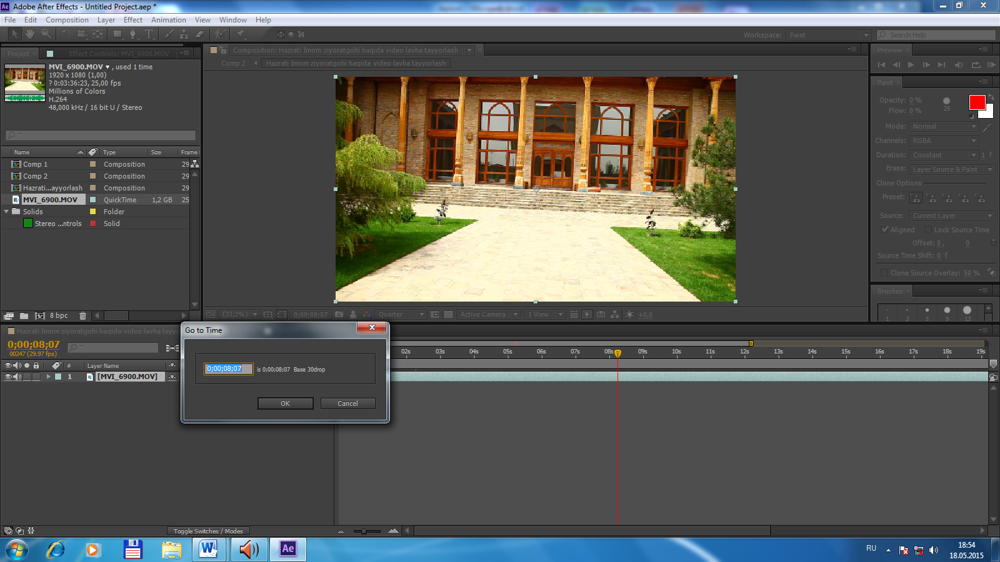 Adobe After Effects - Untitled Project.aep *
File Edit Composition Layer Effect Animation View Window Help
Workspace: Paint Search Help
Project Effect Controls: MVI_6900.MOV
MVI_6900.MOV , used 1 time
1920 x 1080 (1,00)
? 0:03:36:23, 25,00 fps
Millions of Colors
H.264
48,000 kHz / 16 bit U / Stereo
Name Type Size Frame
Comp 1 Composition 29
Comp 2 Composition 29
Hazrati...ayyorlash Composition 29
MVI_6900.MOV QuickTime 1,2 GB 25
Solids Folder
Stereo ...ntrols Solid
8 bpc
Composition: Hazrati Imom ziyoratgohi haqida video lavha tayyorlash
Comp 2 Hazrati Imom ziyoratgohi haqida video lavha tayyorlash
(33,3%) 0;00;08;07 Quarter Active Camera 1 View +0,0
Preview
Paint
Opacity: 0 %
Flow: 0 %
25
Mode: Normal
Channels: RGBA
Duration: Constant 1 f
Erase: Layer Source & Paint
Clone Options
Preset:
Source: Current Layer
Aligned Lock Source Time
Offset: 0 , 0
Source Time Shift: 0 f
Clone Source Overlay: 50 %
Brushes
1 3 5 9 13
Hazrati Imom ziyoratgohi haqida video lavha tayy
0;00;08;07
00247 (29.97 fps)
# Layer Name
1 [MVI_6900.MOV]
02s 03s 04s 05s 06s 07s 08s 09s 10s 11s 12s 13s 14s 15s 16s 17s 18s 19s
Go to Time
0;00;08;07 is 0;00;08;07 Base 30drop
OK Cancel
Toggle Switches / Modes
RU
18:54
18.05.2015